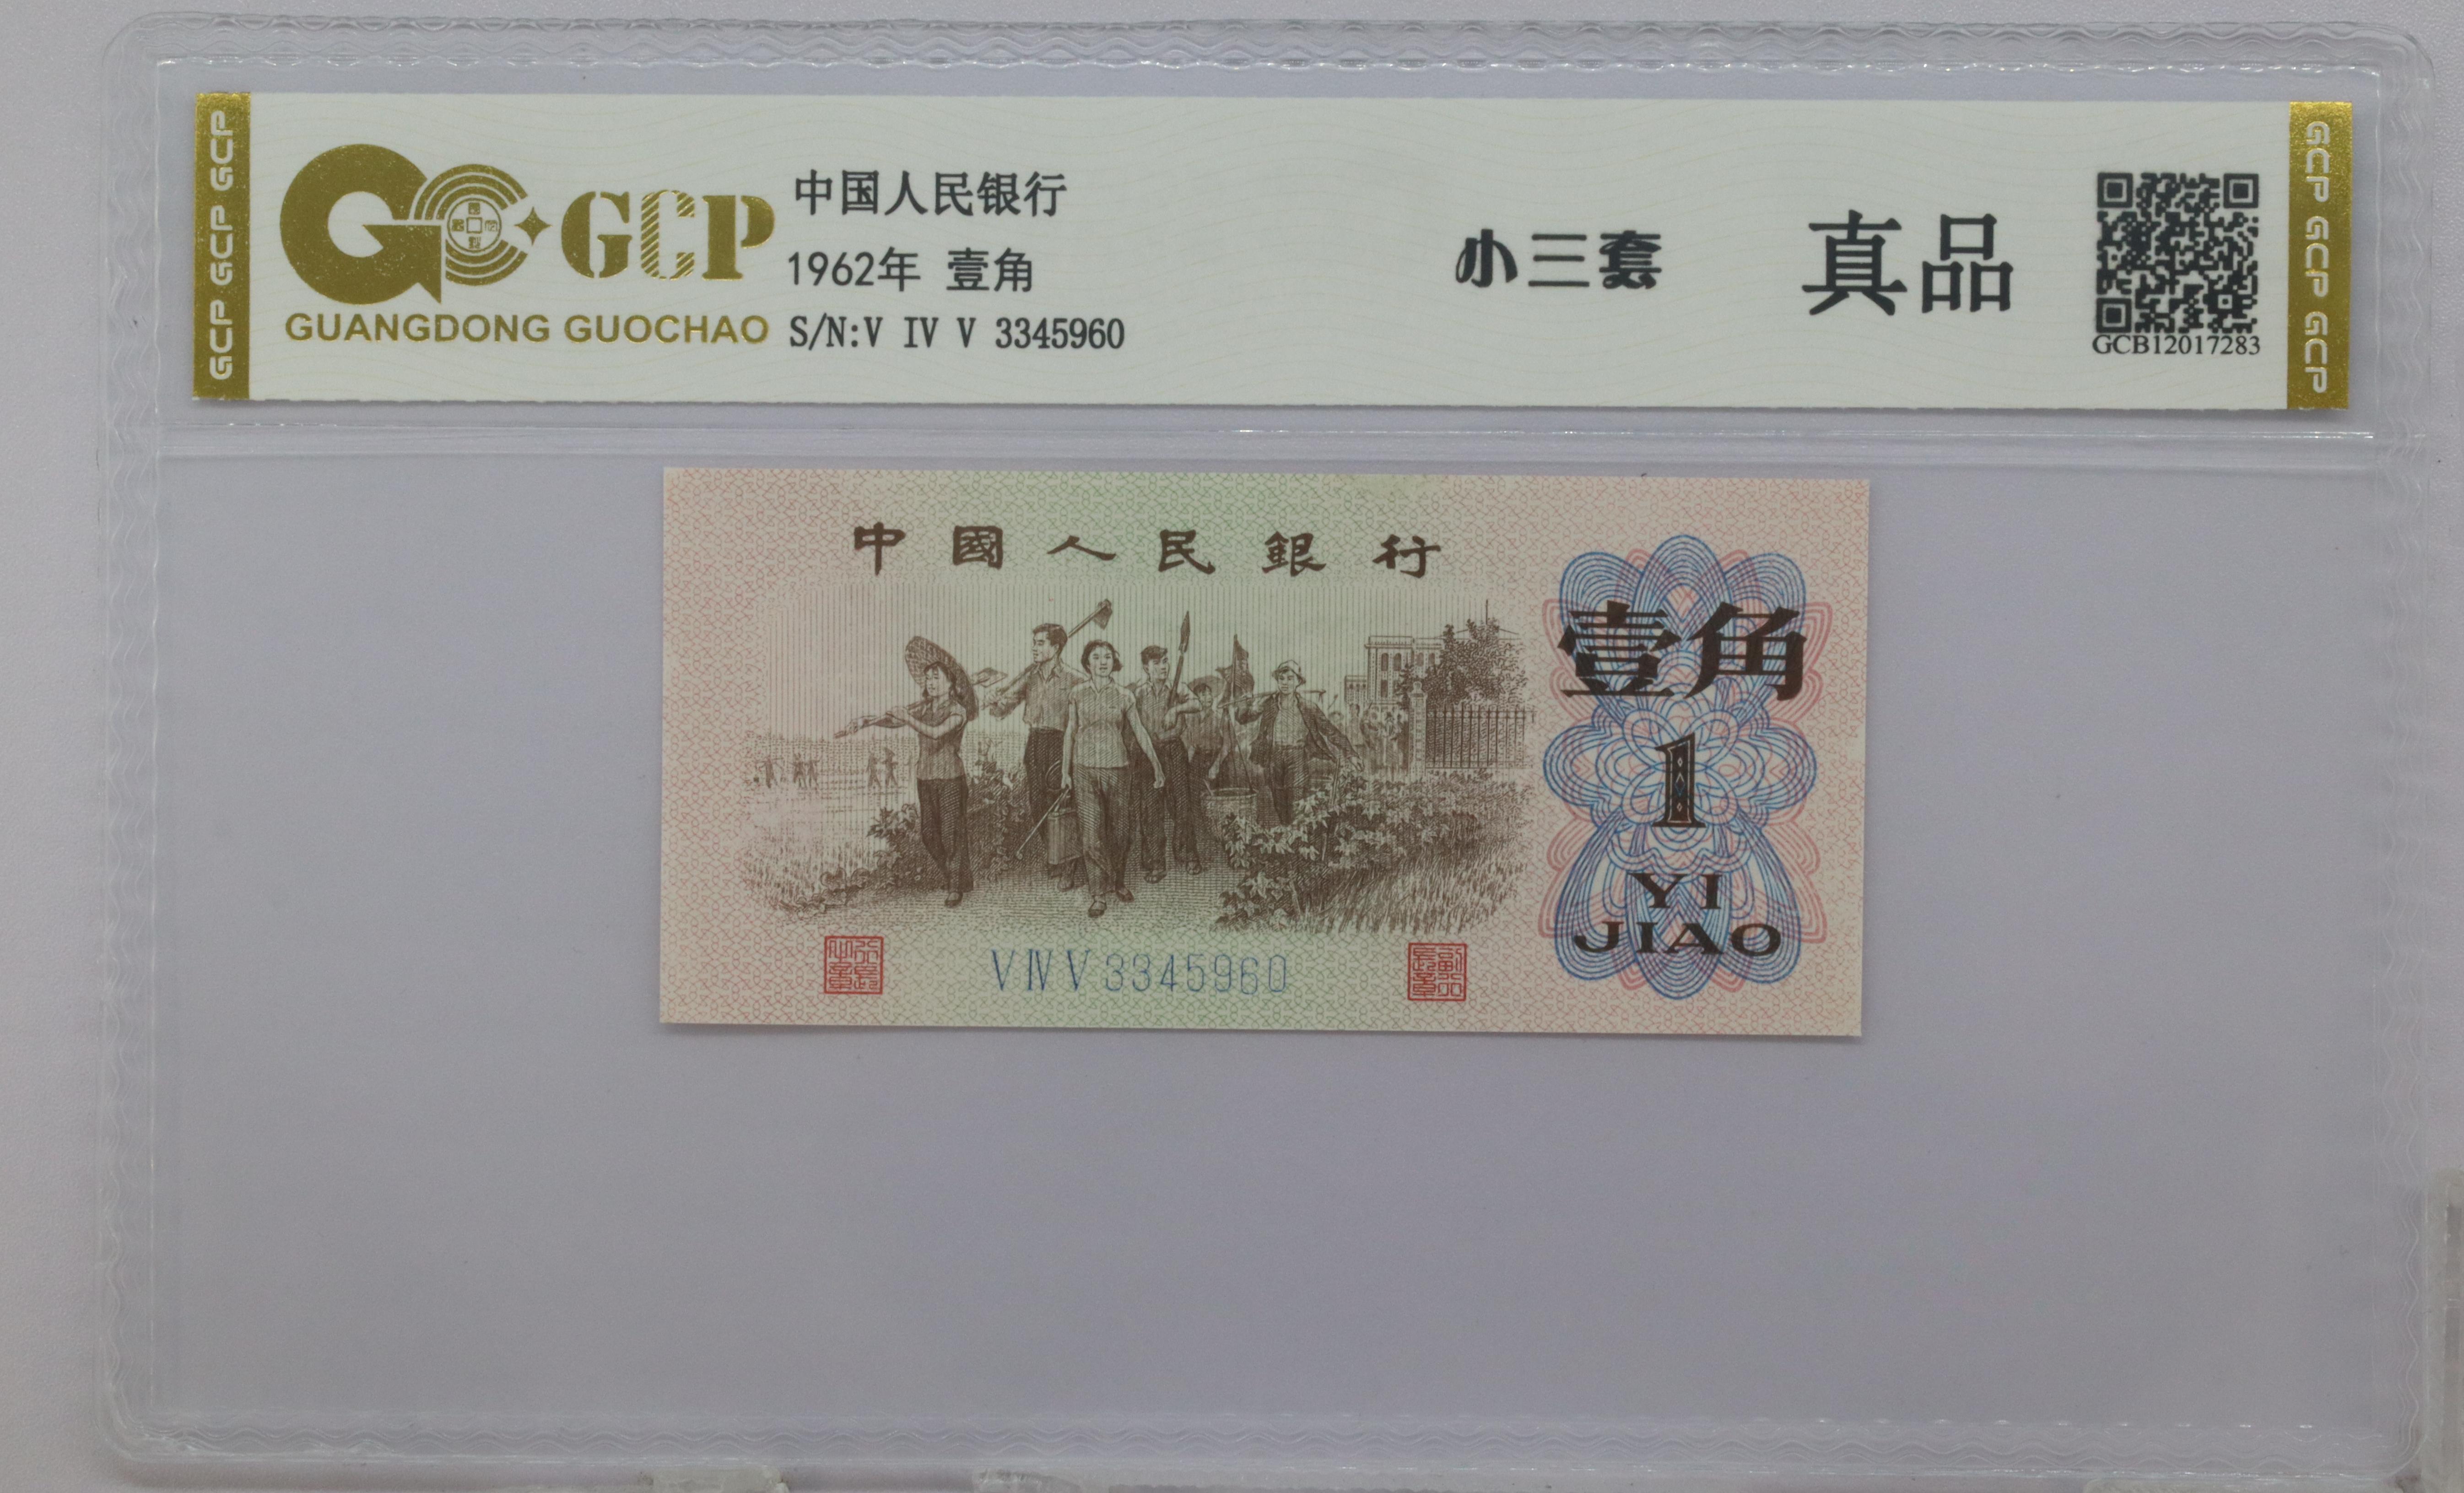 GCP GCP GCP
GCP
GUANGDONG GUOCHAO
中国人民银行
1962年 壹角
S/N:V IV V 3345960
小三套
真品
GCB12017283
GCP GCP GCP
中國人民銀行
壹角
1
YI
JIAO
V IV V 3345960